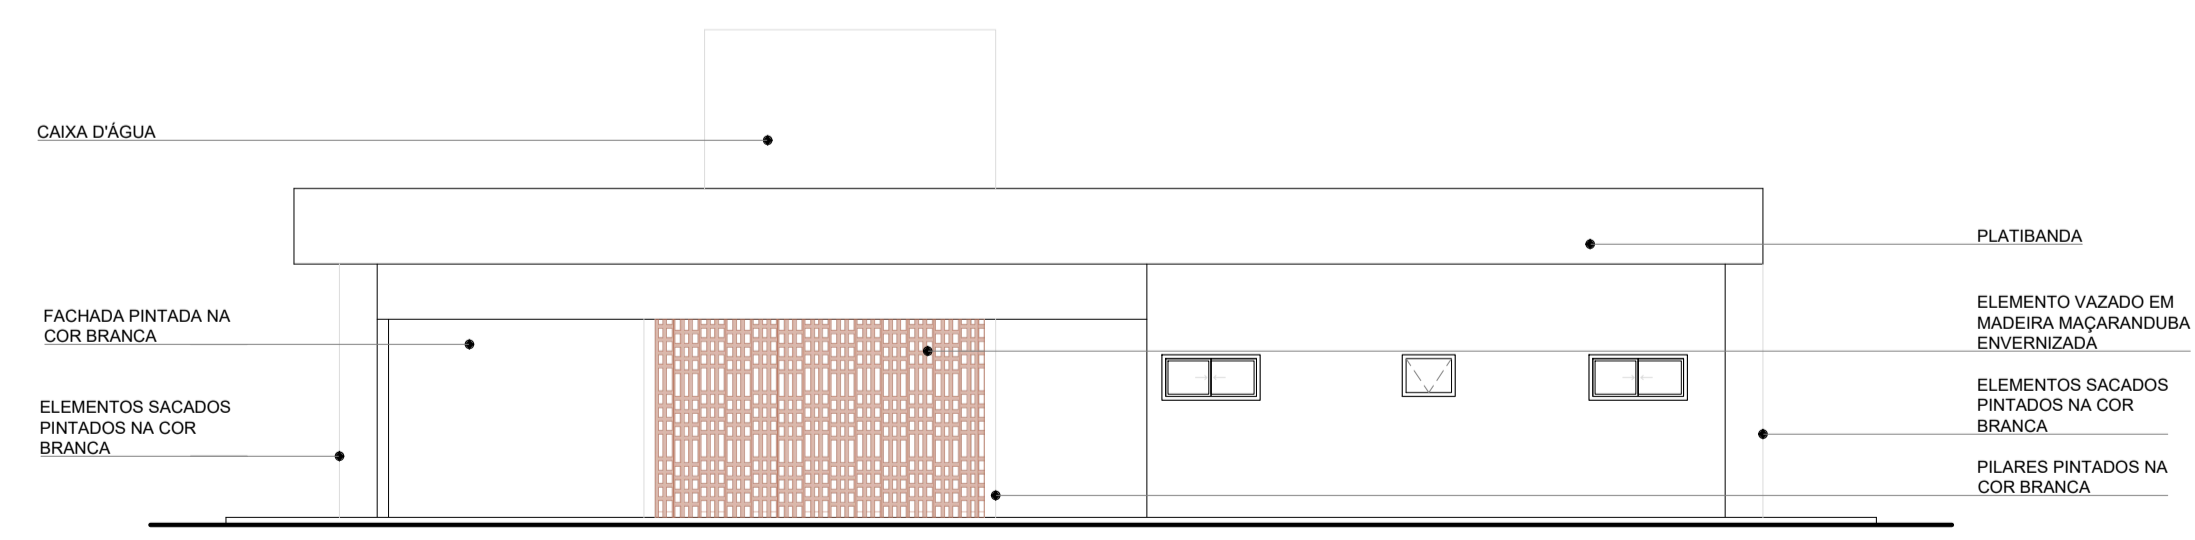 CAIXA D'ÁGUA
FACHADA PINTADA NA
COR BRANCA
ELEMENTOS SACADOS
PINTADOS NA COR
BRANCA
PLATIBANDA
ELEMENTO VAZADO EM
MADEIRA MAÇARANDUBA
ENVERNIZADA
ELEMENTOS SACADOS
PINTADOS NA COR
BRANCA
PILARES PINTADOS NA
COR BRANCA